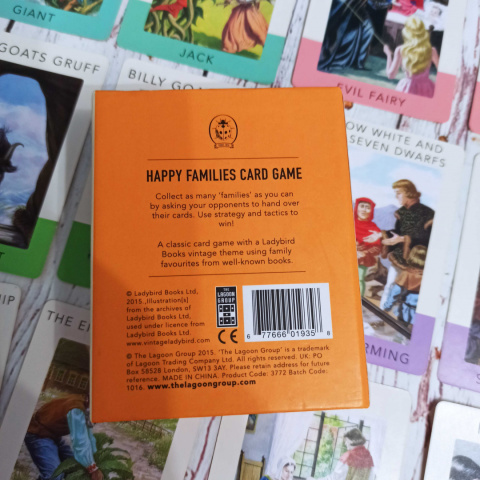 GIANT
JACK
EVIL FAIRY
GOATS GRUFF
BILLY GOA
OW WHITE AND
SEVEN DWARFS
HAPPY FAMILIES CARD GAME
Collect as many 'families' as you can
by asking your opponents to hand over
their cards. Use strategy and tactics to
win!
A classic card game with a Ladybird
Books vintage theme using family
favourites from well-known books.
© Ladybird Books Ltd,
2015. Illustration(s)
from the archives of
Ladybird Books Ltd,
used under licence from
Ladybird Books Ltd.
www.vintageladybird.com
THE
LAGOON
GROUP
CE
6 77666 01935 8
© The Lagoon Group 2015. 'The Lagoon Group' is a trademark
of Lagoon Trading Company Ltd. All rights reserved. UK: PO
Box 58528 London, SW13 3AY. Please retain address for future
reference. MADE IN CHINA. Product Code: 3772 Batch Code:
1016. www.thelagoongroup.com
T
HIP
THE E
RMING